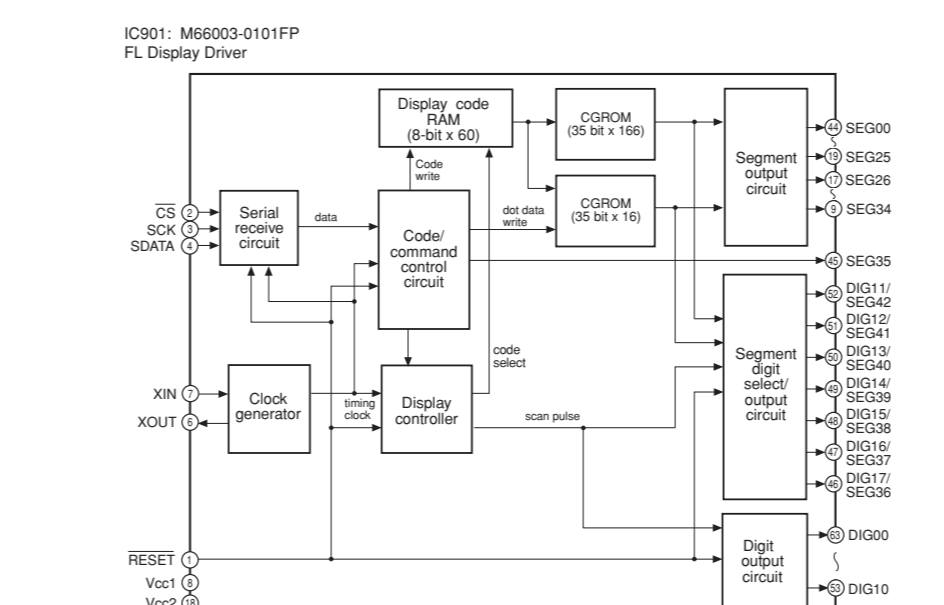 IC901: M66003-0101FP
FL Display Driver
Display code
RAM
(8-bit x 60)
CGROM
(35 bit x 166)
Segment
output
circuit
44 SEG00
19 SEG25
17 SEG26
9 SEG34
Code
write
CGROM
(35 bit x 16)
dot data
write
CS 2
SCK 3
SDATA 4
Serial
receive
circuit
data
Code/
command
control
circuit
45 SEG35
52 DIG11/
SEG42
51 DIG12/
SEG41
50 DIG13/
SEG40
49 DIG14/
SEG39
48 DIG15/
SEG38
47 DIG16/
SEG37
46 DIG17/
SEG36
Segment
digit
select/
output
circuit
code
select
XIN 7
XOUT 6
Clock
generator
timing
clock
Display
controller
scan pulse
RESET 1
Vcc1 8
Vcc2 18
Digit
output
circuit
63 DIG00
53 DIG10